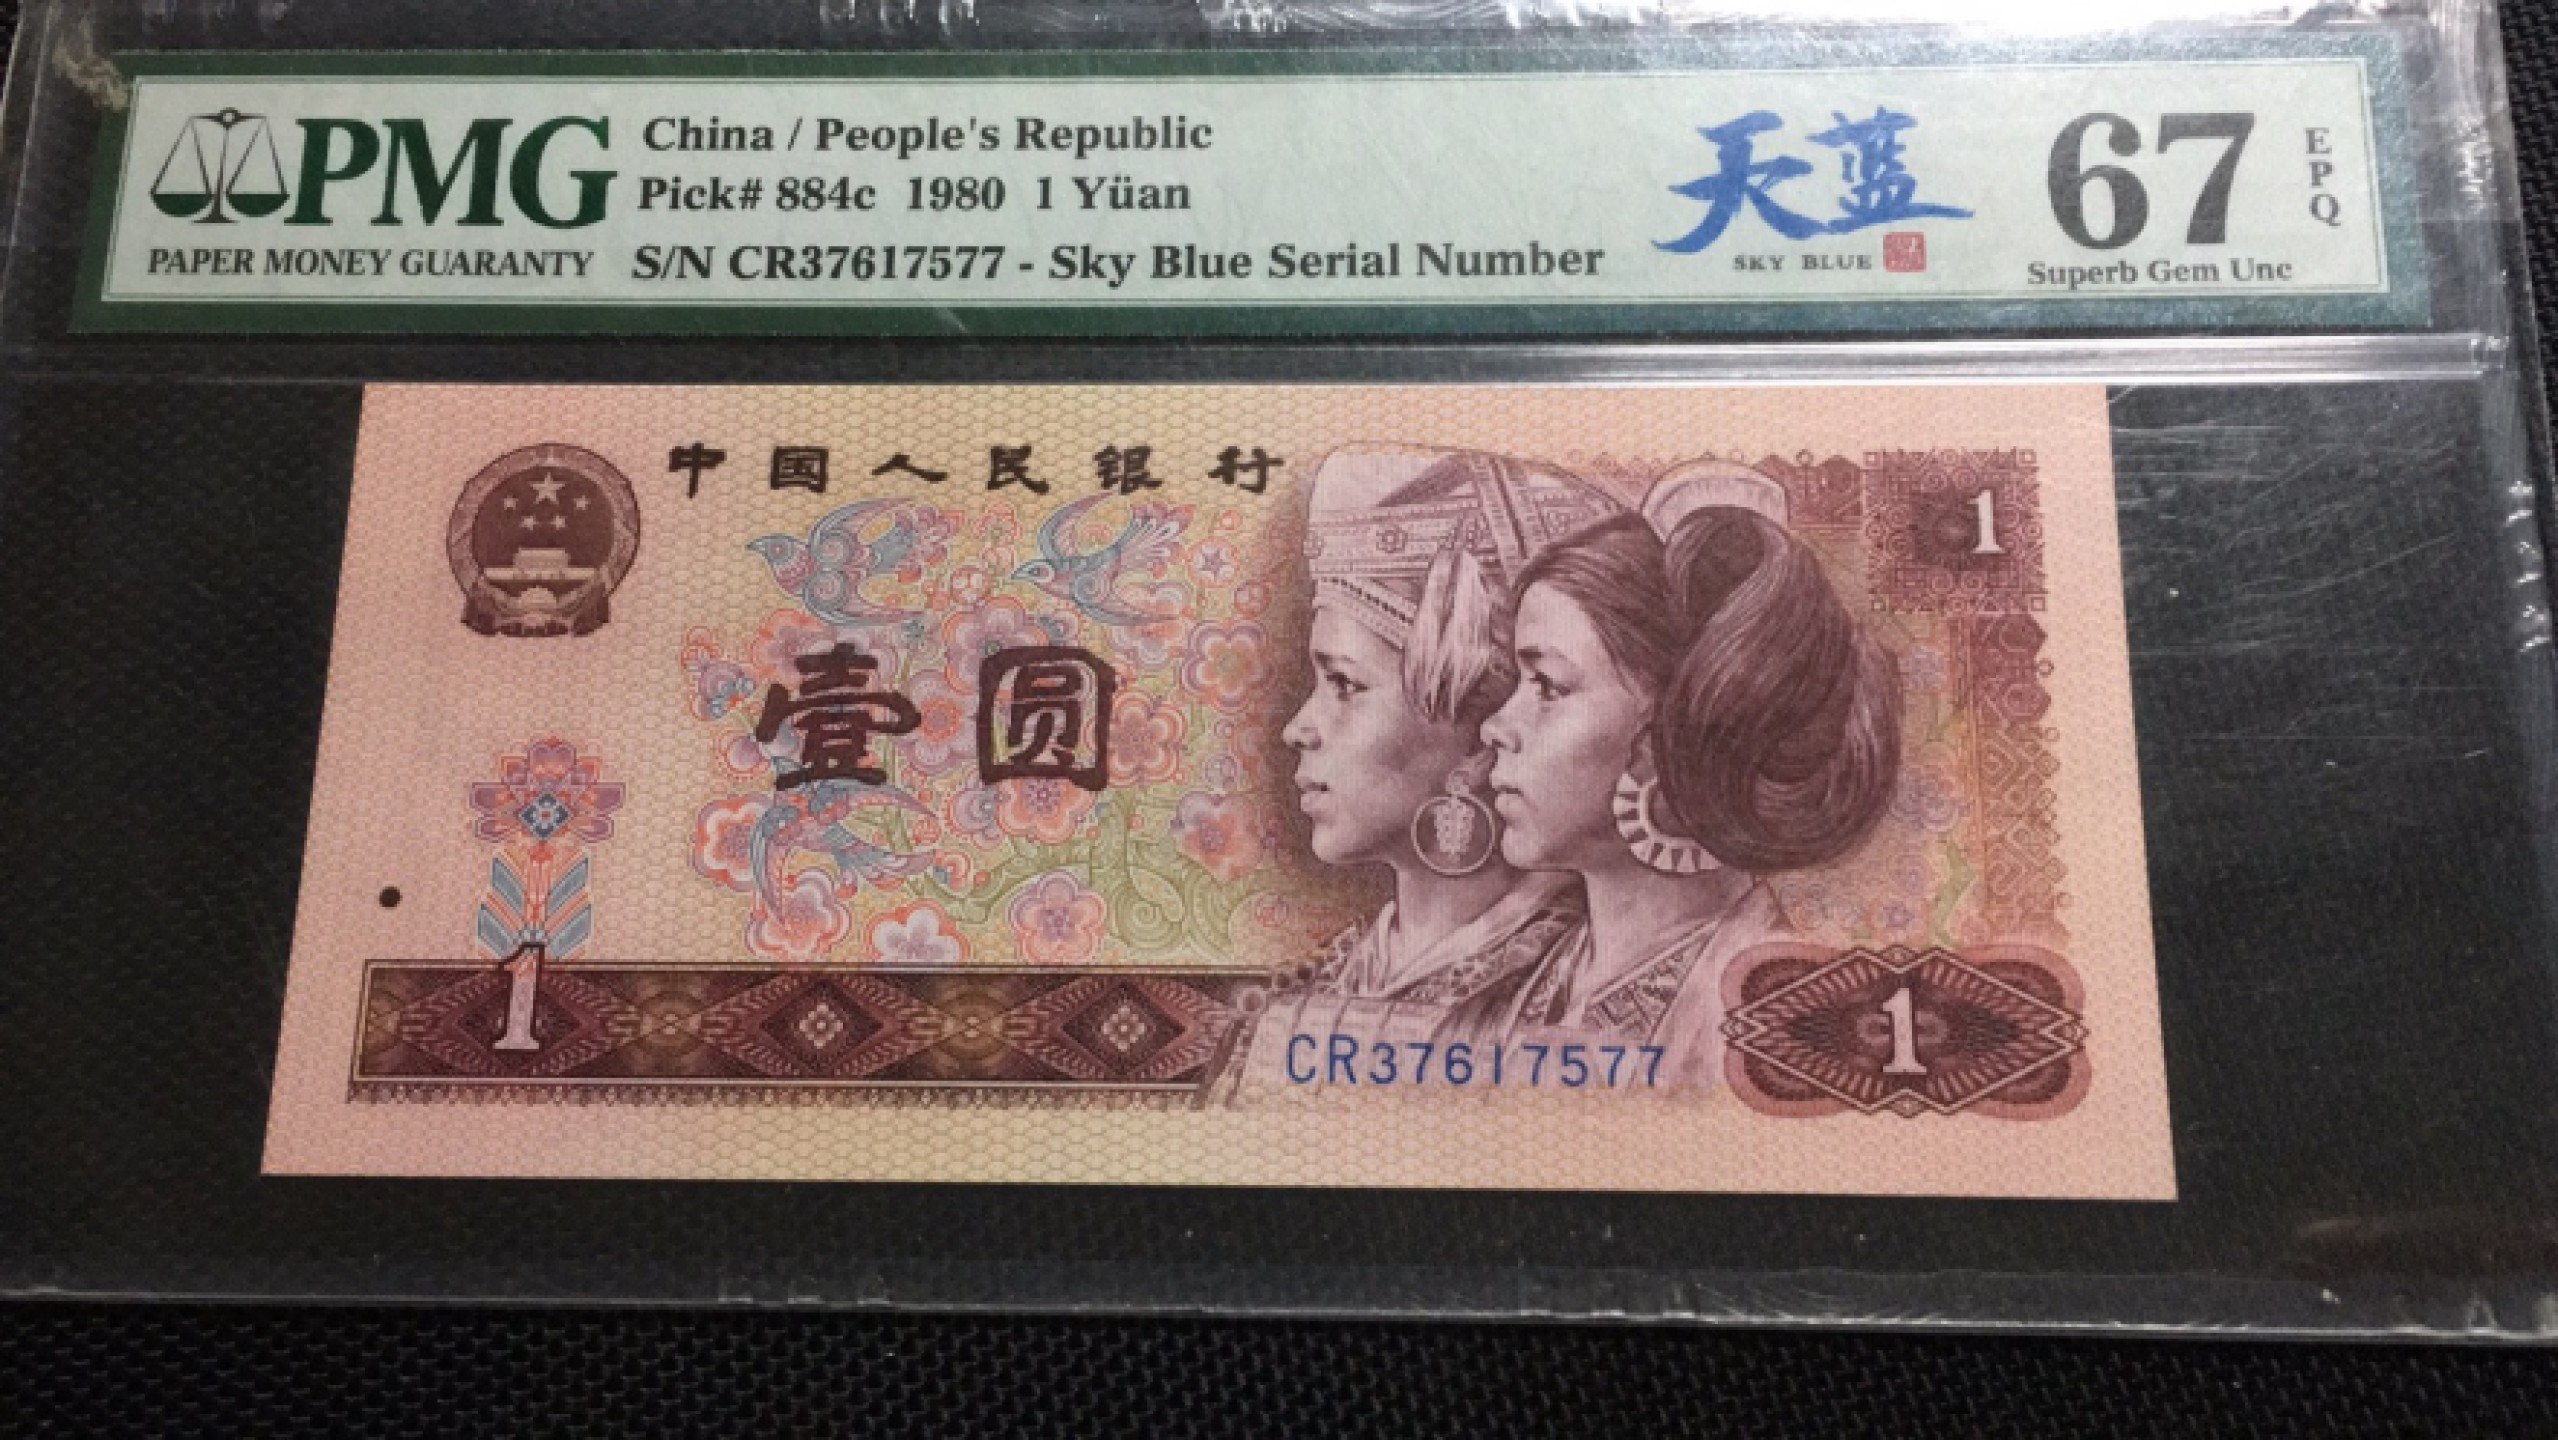 PMG
PAPER MONEY GUARANTY
China / People's Republic
Pick# 884c 1980 1 Yüan
S/N CR37617577 - Sky Blue Serial Number
天蓝
SKY BLUE
67
EPQ
Superb Gem Unc
中国人民银行
1
壹圆
1
CR37617577
1